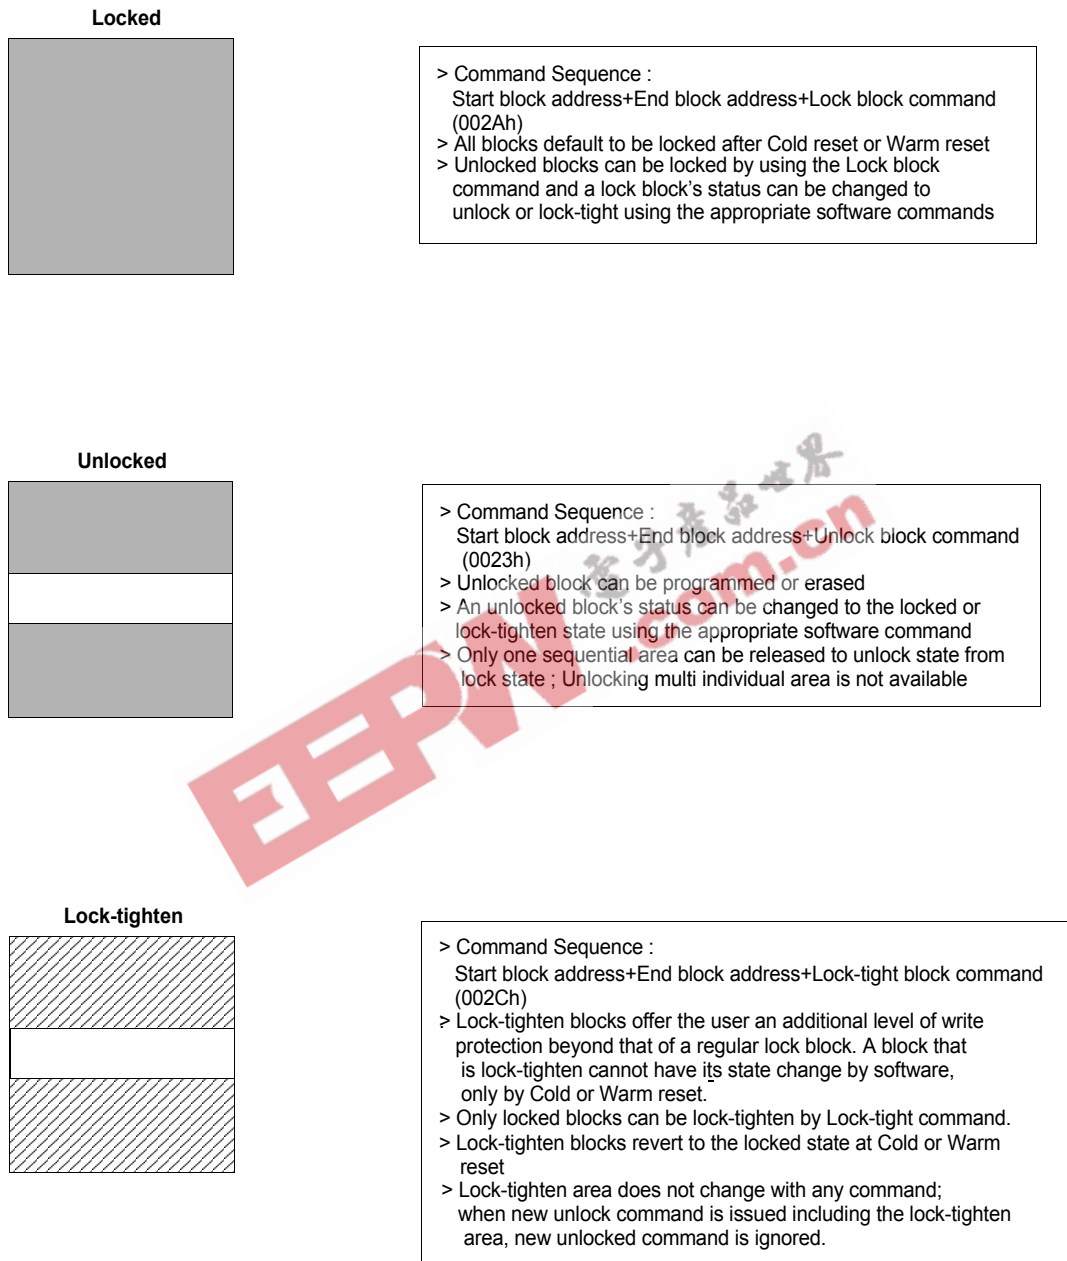 Locked
> Command Sequence :
Start block address+End block address+Lock block command
(002Ah)
> All blocks default to be locked after Cold reset or Warm reset
> Unlocked blocks can be locked by using the Lock block
command and a lock block's status can be changed to
unlock or lock-tight using the appropriate software commands
Unlocked
> Command Sequence :
Start block address+End block address+Unlock block command
(0023h)
> Unlocked block can be programmed or erased
> An unlocked block's status can be changed to the locked or
lock-tighten state using the appropriate software command
> Only one sequential area can be released to unlock state from
lock state ; Unlocking multi individual area is not available
电子产品世界
EEPW.com.cn
Lock-tighten
> Command Sequence :
Start block address+End block address+Lock-tight block command
(002Ch)
> Lock-tighten blocks offer the user an additional level of write
protection beyond that of a regular lock block. A block that
is lock-tighten cannot have its state change by software,
only by Cold or Warm reset.
> Only locked blocks can be lock-tighten by Lock-tight command.
> Lock-tighten blocks revert to the locked state at Cold or Warm
reset
> Lock-tighten area does not change with any command;
when new unlock command is issued including the lock-tighten
area, new unlocked command is ignored.